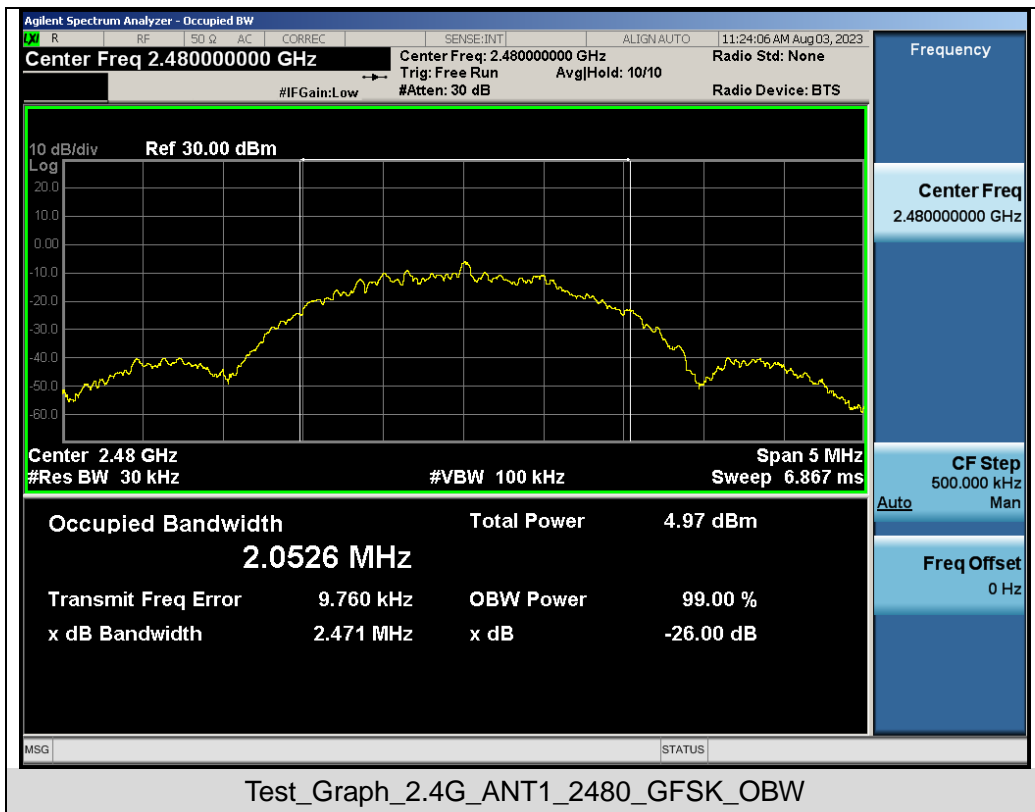 Agilent Spectrum Analyzer - Occupied BW
LXI R RF 50 Ω AC CORREC SENSE:INT ALIGN AUTO 11:24:06 AM Aug 03, 2023
Center Freq 2.480000000 GHz
#IFGain:Low
Center Freq: 2.480000000 GHz
Trig: Free Run Avg|Hold: 10/10
#Atten: 30 dB
Radio Std: None
Radio Device: BTS
10 dB/div Ref 30.00 dBm
Log
20.0
10.0
0.00
-10.0
-20.0
-30.0
-40.0
-50.0
-60.0
Center 2.48 GHz Span 5 MHz
#Res BW 30 kHz #VBW 100 kHz Sweep 6.867 ms
Occupied Bandwidth Total Power 4.97 dBm
2.0526 MHz
Transmit Freq Error 9.760 kHz OBW Power 99.00 %
x dB Bandwidth 2.471 MHz x dB -26.00 dB
Frequency
Center Freq
2.480000000 GHz
CF Step
500.000 kHz
Auto Man
Freq Offset
0 Hz
MSG STATUS
Test_Graph_2.4G_ANT1_2480_GFSK_OBW